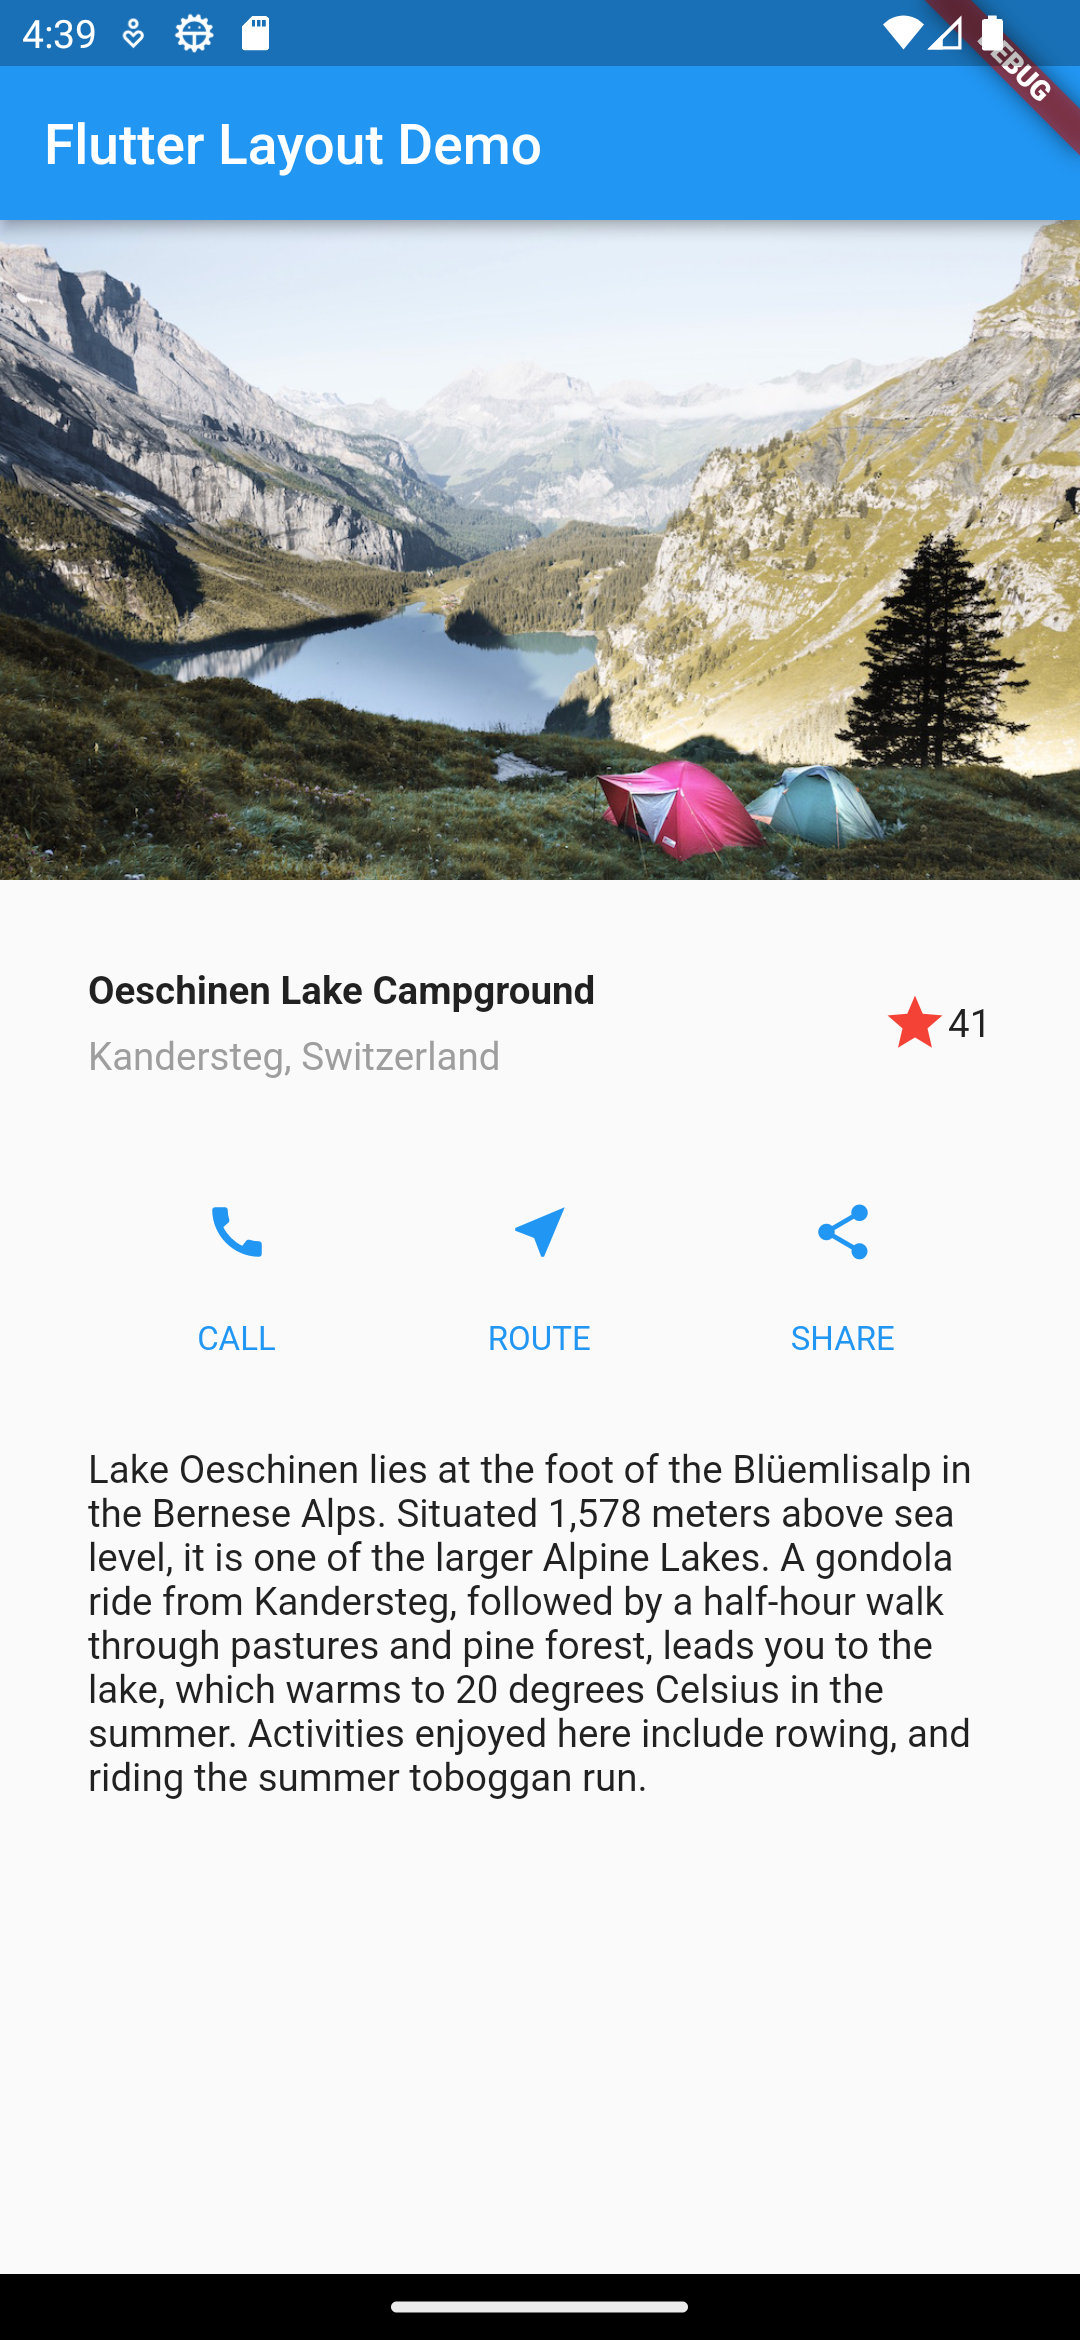 4:39
DEBUG
Flutter Layout Demo
Oeschinen Lake Campground
Kandersteg, Switzerland
41
CALL
ROUTE
SHARE
Lake Oeschinen lies at the foot of the Blüemlisalp in
the Bernese Alps. Situated 1,578 meters above sea
level, it is one of the larger Alpine Lakes. A gondola
ride from Kandersteg, followed by a half-hour walk
through pastures and pine forest, leads you to the
lake, which warms to 20 degrees Celsius in the
summer. Activities enjoyed here include rowing, and
riding the summer toboggan run.